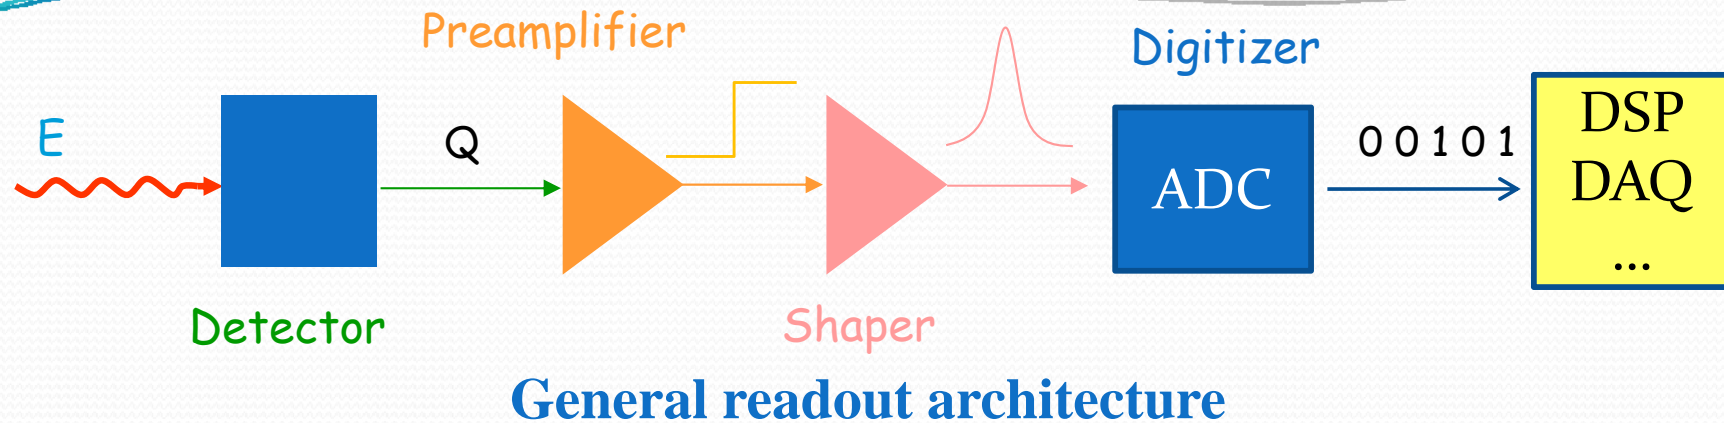 Preamplifier
Digitizer
E
Q
ADC
0 0 1 0 1
DSP
DAQ
...
Detector
Shaper
General readout architecture